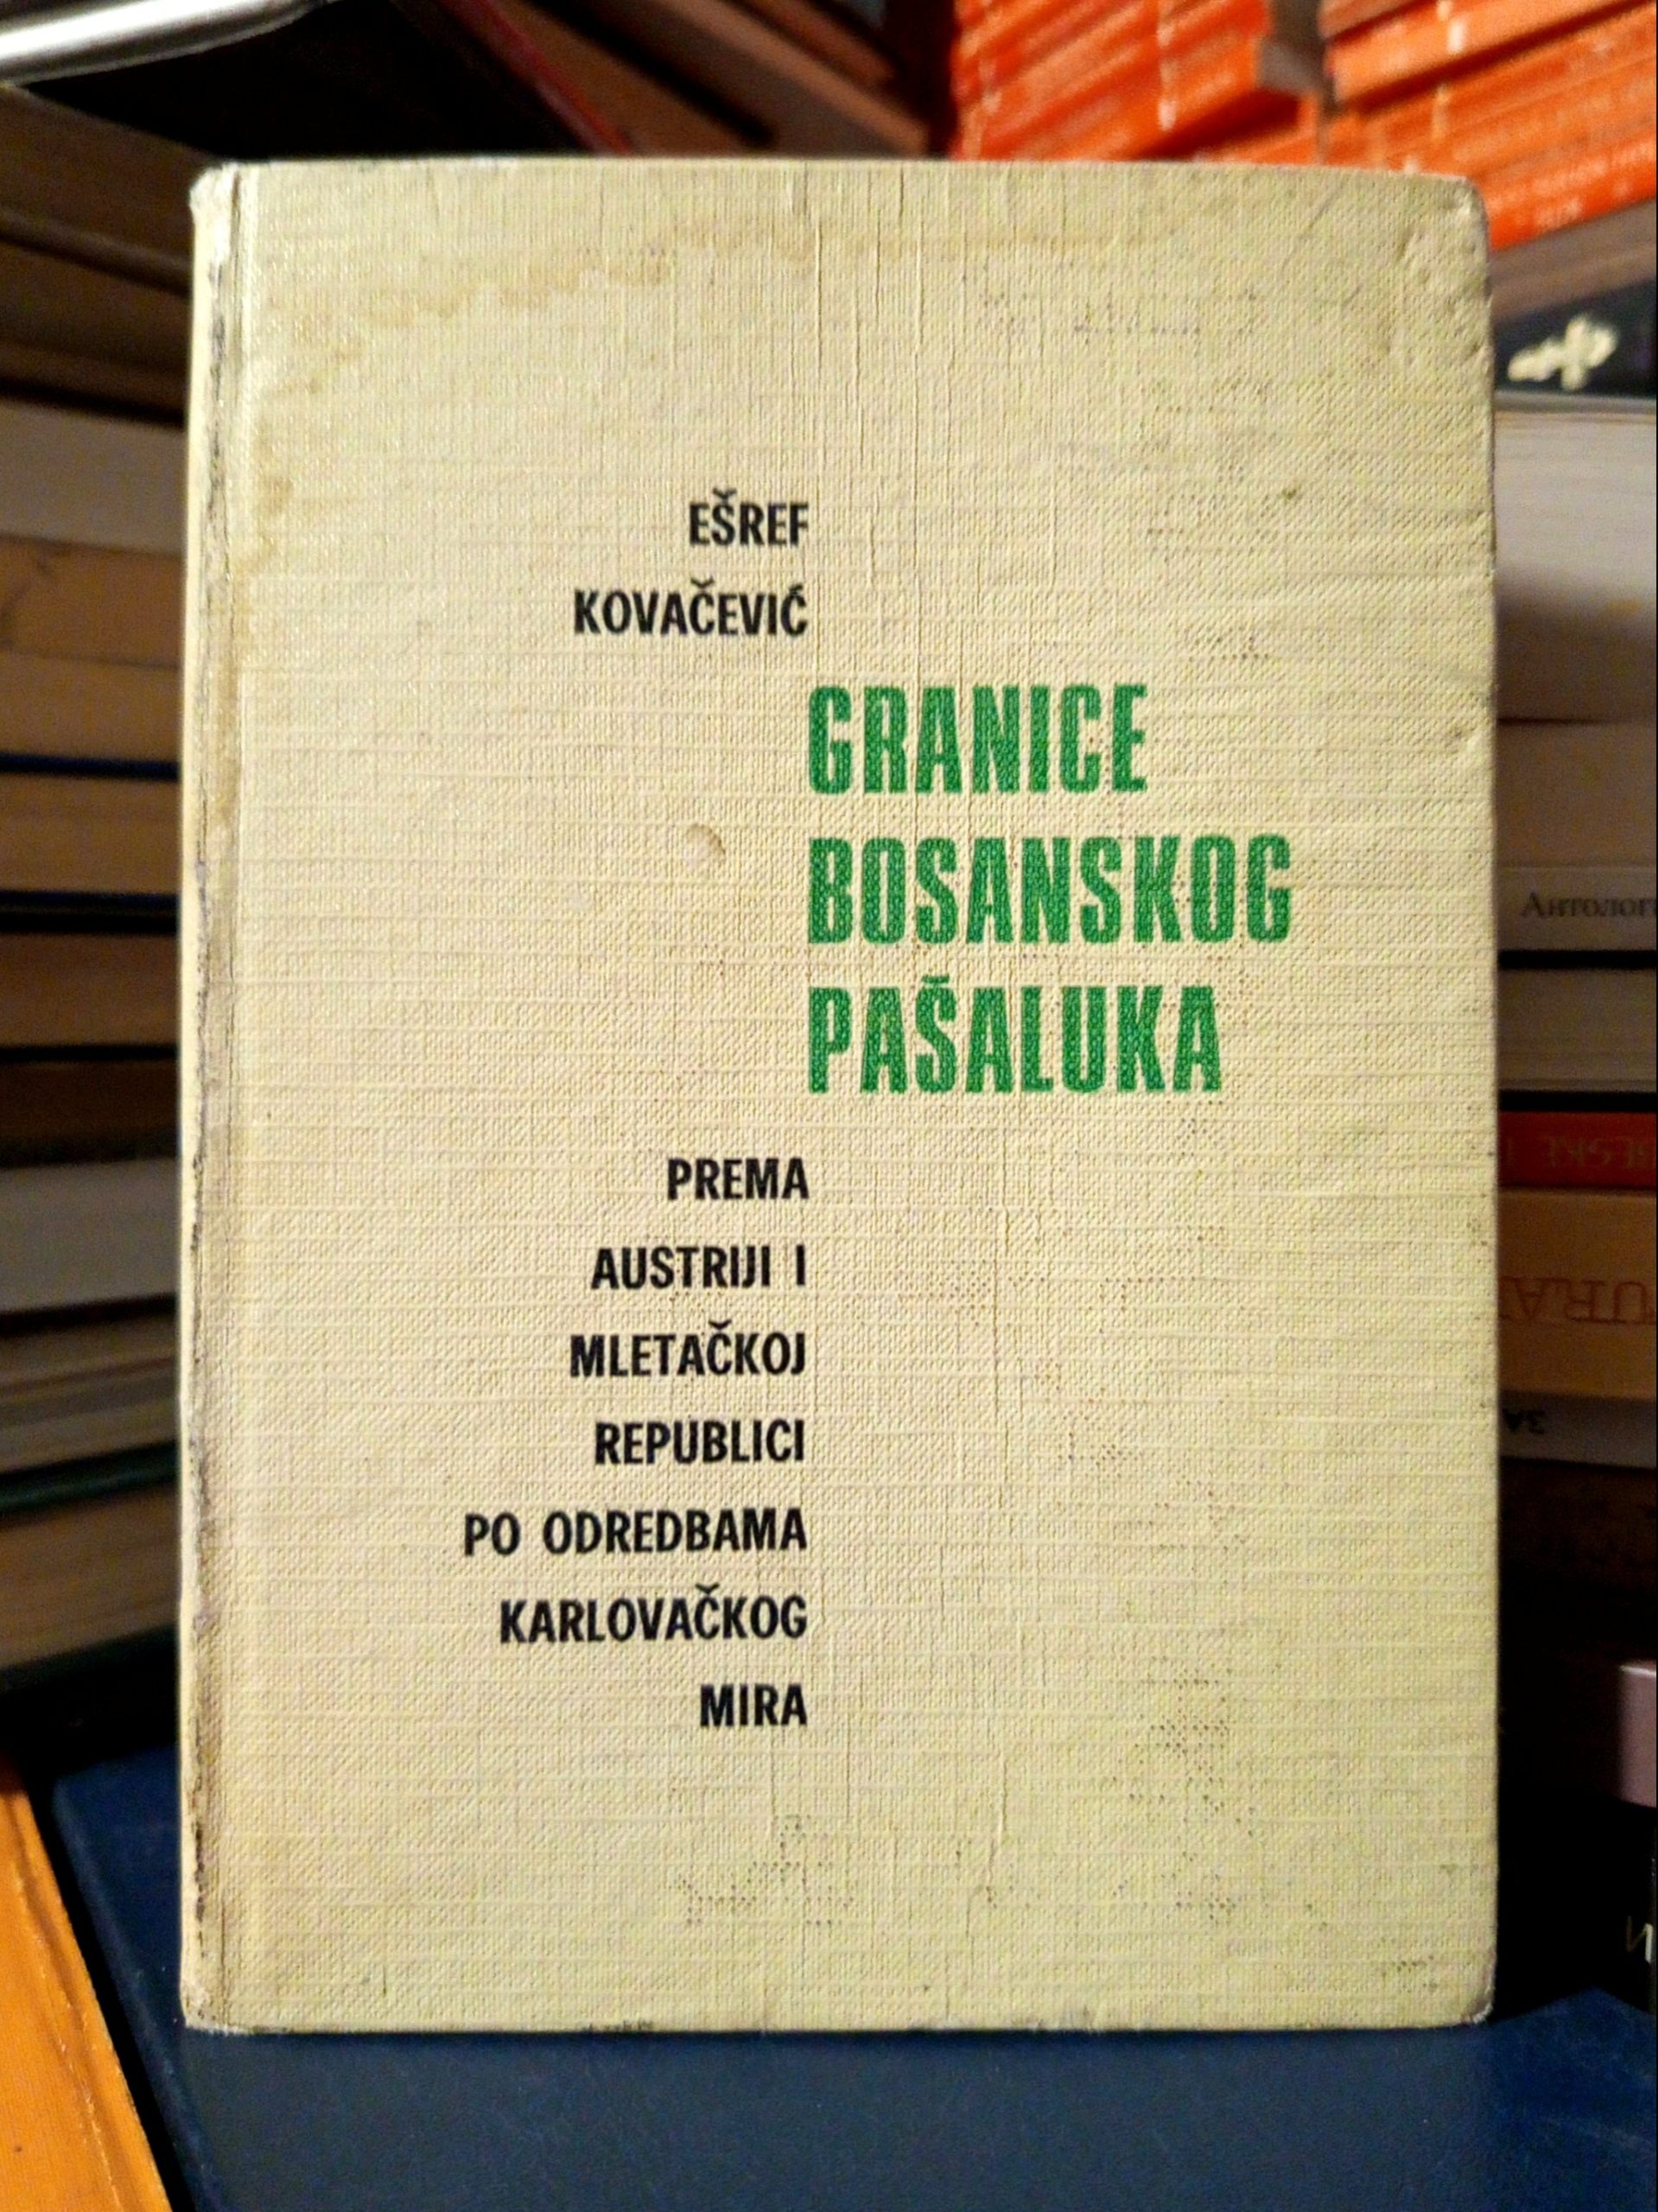 EŠREF
KOVAČEVIĆ
GRANICE
BOSANSKOG
PAŠALUKA
PREMA
AUSTRIJI I
MLETAČKOJ
REPUBLICI
PO ODREDBAMA
KARLOVAČKOG
MIRA